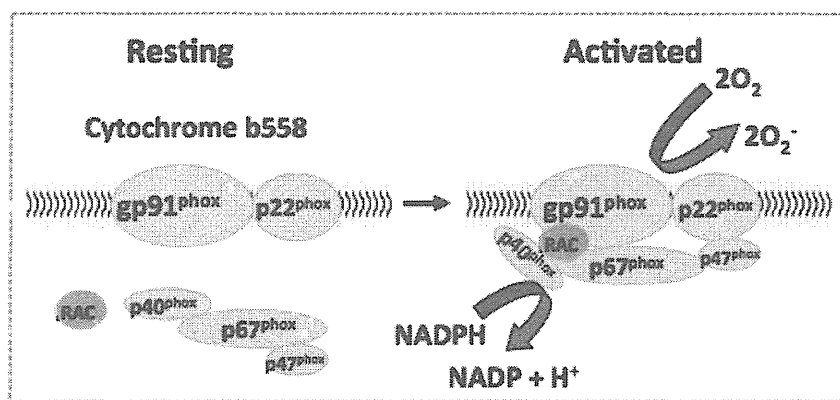 Resting
Cytochrome b558
gp91phox
p22phox
.RAC
p40phox
p67phox
p47phox
Activated
2O₂
2O₂⁻
gp91phox
p22phox
p40phox
RAC
p67phox
p47phox
NADPH
NADP + H⁺